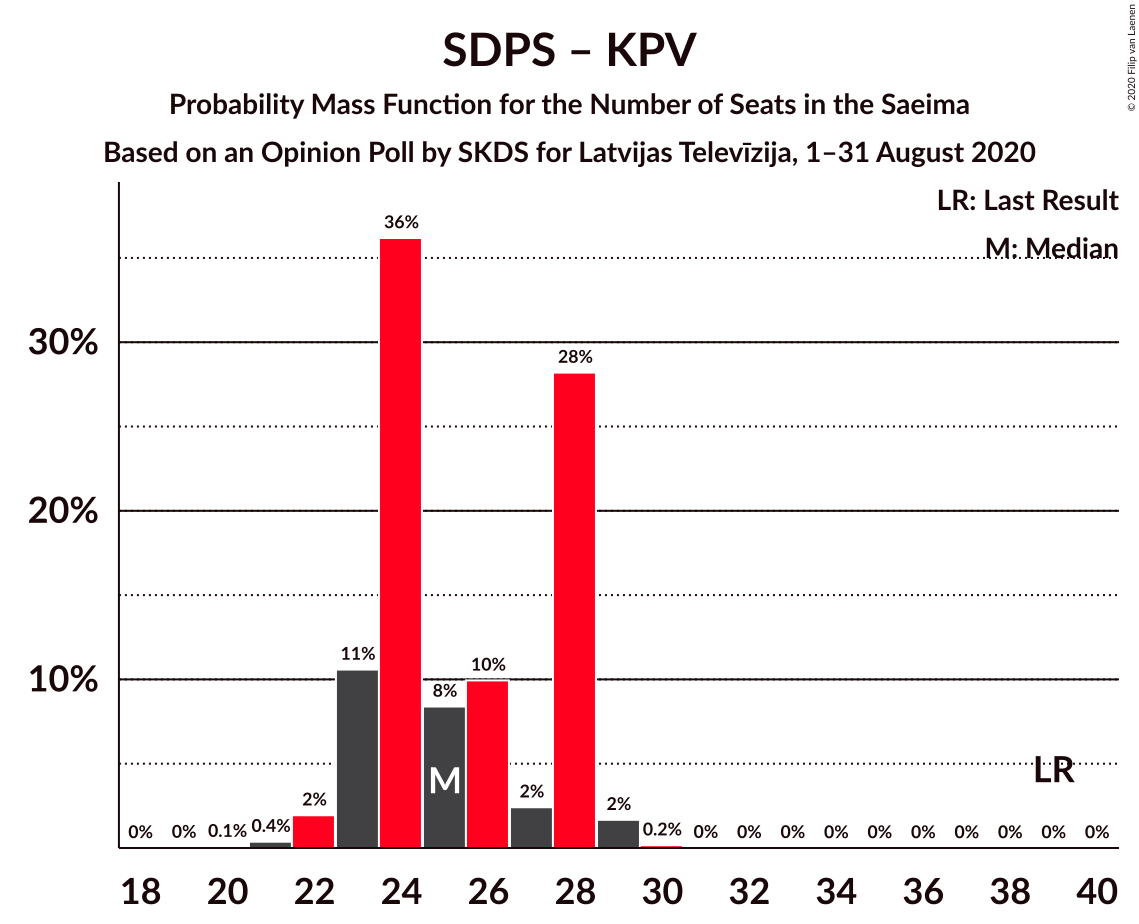 SDPS – KPV
Probability Mass Function for the Number of Seats in the Saeima
Based on an Opinion Poll by SKDS for Latvijas Televīzija, 1–31 August 2020
© 2020 Filip van Laenen
LR: Last Result
M: Median
30%
20%
10%
0% 0% 0.1% 0.4% 2% 11% 36% 8% 10% 2% 28% 2% 0.2% 0% 0% 0% 0% 0% 0% 0% 0% 0% 0%
M
LR
18 20 22 24 26 28 30 32 34 36 38 40